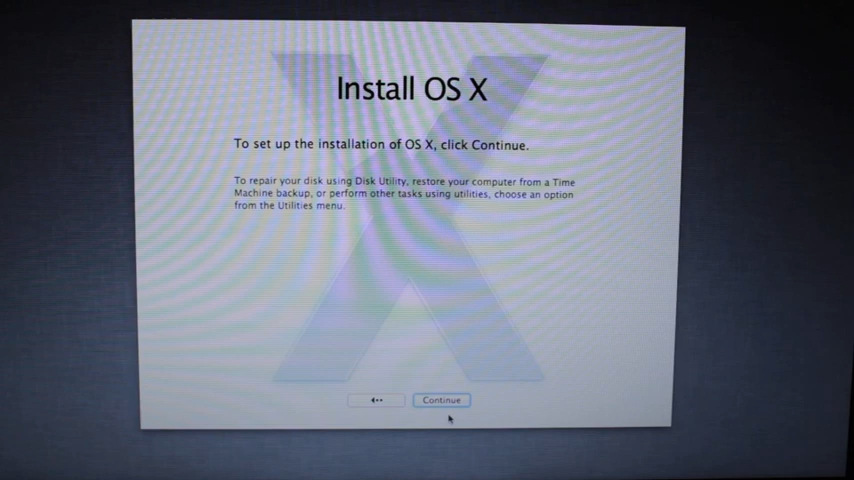 Install OS X
To set up the installation of OS X, click Continue.
To repair your disk using Disk Utility, restore your computer from a Time
Machine backup, or perform other tasks using utilities, choose an option
from the Utilities menu.
Continue